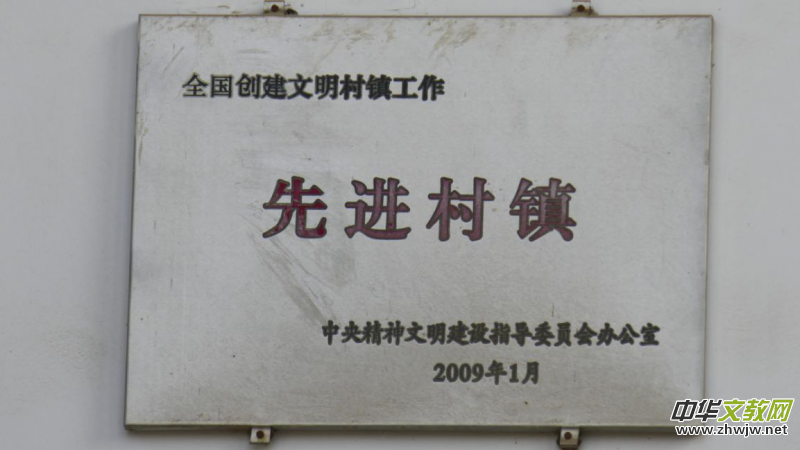 全国创建文明村镇工作
先进村镇
中央精神文明建设指导委员会办公室
2009年1月
中华文教网
www.zhwjw.net